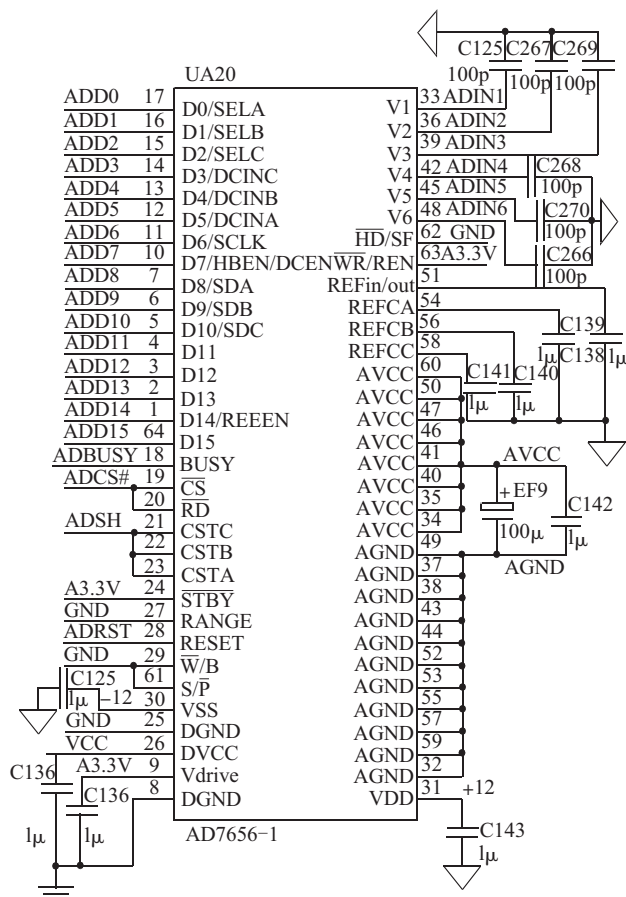 C125 C267 C269
UA20
100p 100p 100p
ADD0 17 D0/SELA V1 33 ADIN1
ADD1 16 D1/SELB V2 36 ADIN2
ADD2 15 D2/SELC V3 39 ADIN3
ADD3 14 D3/DCINC V4 42 ADIN4 C268
100p
ADD4 13 D4/DCINB V5 45 ADIN5
ADD5 12 D5/DCINA V6 48 ADIN6 C270
100p
ADD6 11 D6/SCLK HD/SF 62 GND
ADD7 10 D7/HBEN/DCEN WR/REN 63 A3.3V C266
100p
ADD8 7 D8/SDA REFin/out 51
ADD9 6 D9/SDB REFCA 54
ADD10 5 D10/SDC REFCB 56 C139
ADD11 4 D11 REFCC 58 1μ C138 1μ
ADD12 3 D12 AVCC 60 C141 C140
ADD13 2 D13 AVCC 50 1μ 1μ
ADD14 1 D14/REEEN AVCC 47
ADD15 64 D15 AVCC 46
ADBUSY 18 BUSY AVCC 41 AVCC
ADCS# 19 CS AVCC 40
20 RD AVCC 35 + EF9 C142
ADSH 21 CSTC AVCC 34 100μ 1μ
22 CSTB AGND 49 AGND
23 CSTA AGND 37
A3.3V 24 STBY AGND 38
GND 27 RANGE AGND 43
ADRST 28 RESET AGND 44
GND 29 W/B AGND 52
C125 61 S/P AGND 53
1μ −12 30 VSS AGND 55
GND 25 DGND AGND 57
VCC 26 DVCC AGND 59
C136 A3.3V 9 Vdrive AGND 32
C136 8 DGND VDD 31 +12
1μ 1μ AD7656−1 C143
1μ